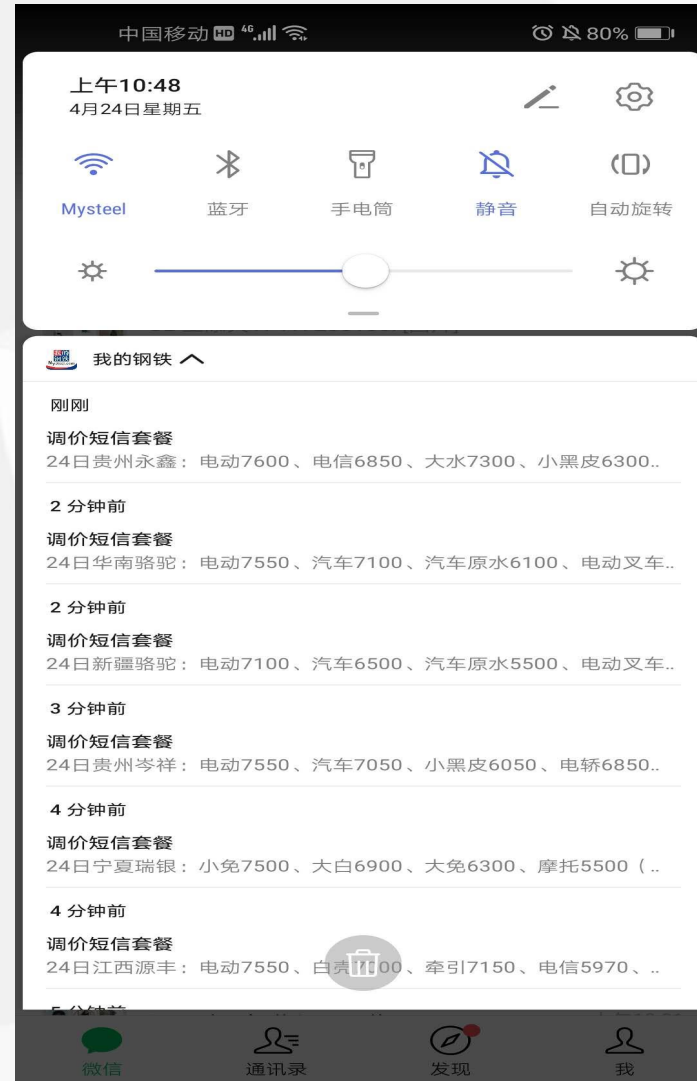 中国移动 HD 4G 80%
上午10:48
4月24日星期五
Mysteel 蓝牙 手电筒 静音 自动旋转
我的钢铁
刚刚
调价短信套餐
24日贵州永鑫：电动7600、电信6850、大水7300、小黑皮6300..
2 分钟前
调价短信套餐
24日华南骆驼：电动7550、汽车7100、汽车原水6100、电动叉车..
2 分钟前
调价短信套餐
24日新疆骆驼：电动7100、汽车6500、汽车原水5500、电动叉车..
3 分钟前
调价短信套餐
24日贵州岑祥：电动7550、汽车7050、小黑皮6050、电轿6850..
4 分钟前
调价短信套餐
24日宁夏瑞银：小免7500、大白6900、大免6300、摩托5500（..
4 分钟前
调价短信套餐
24日江西源丰：电动7550、白壳7000、牵引7150、电信5970、..
微信 通讯录 发现 我